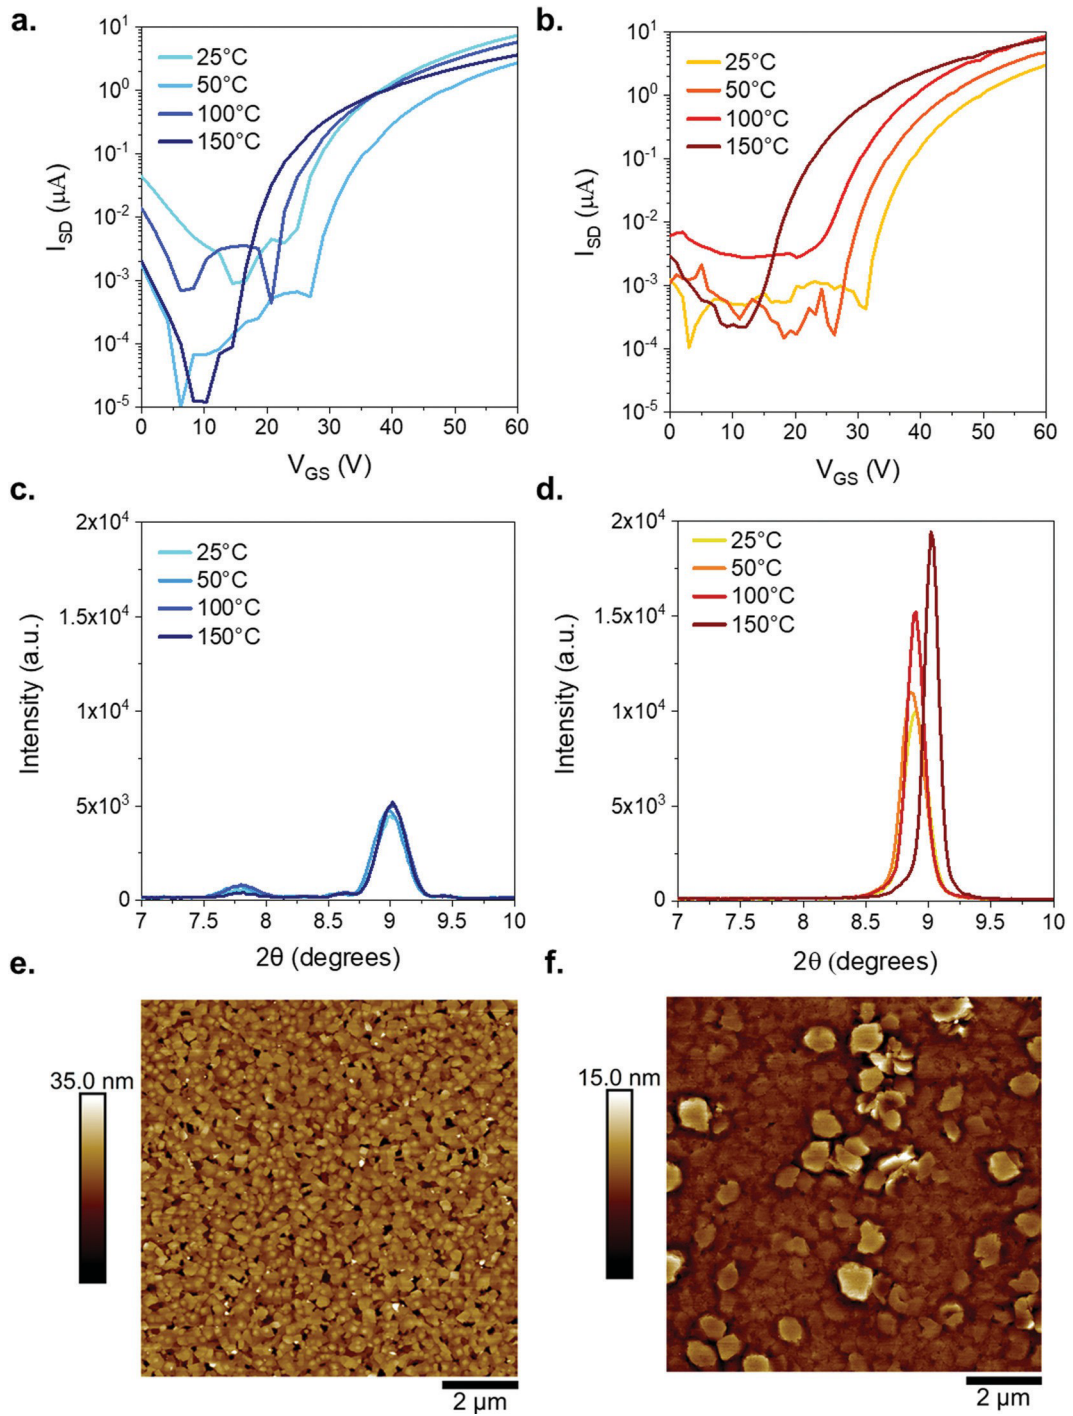 a.
10¹
10⁰
10⁻¹
10⁻²
10⁻³
10⁻⁴
10⁻⁵
I_SD (μA)
25°C
50°C
100°C
150°C
0 10 20 30 40 50 60
V_GS (V)
b.
10¹
10⁰
10⁻¹
10⁻²
10⁻³
10⁻⁴
10⁻⁵
I_SD (μA)
25°C
50°C
100°C
150°C
0 10 20 30 40 50 60
V_GS (V)
c.
2x10⁴
1.5x10⁴
1x10⁴
5x10³
0
Intensity (a.u.)
25°C
50°C
100°C
150°C
7 7.5 8 8.5 9 9.5 10
2θ (degrees)
d.
2x10⁴
1.5x10⁴
1x10⁴
5x10³
0
Intensity (a.u.)
25°C
50°C
100°C
150°C
7 7.5 8 8.5 9 9.5 10
2θ (degrees)
e.
35.0 nm
2 μm
f.
15.0 nm
2 μm